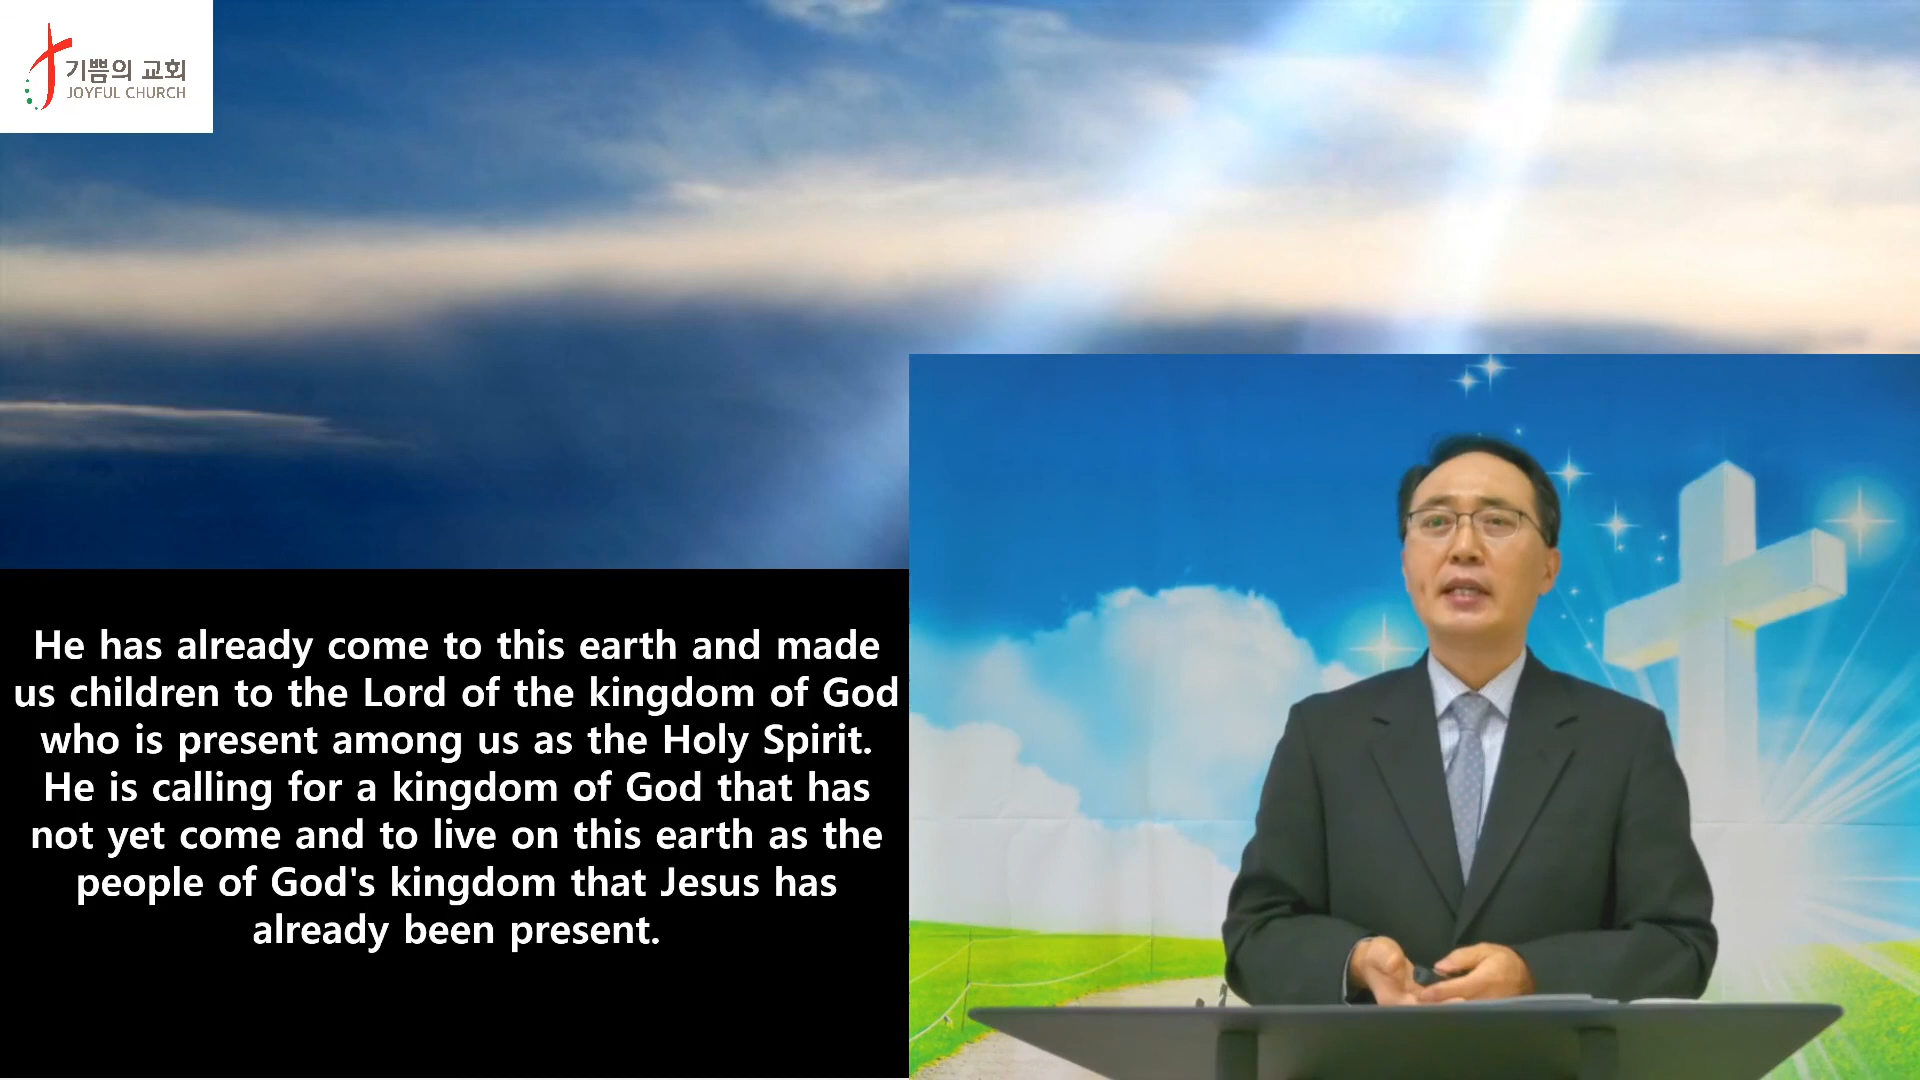 기쁨의 교회
JOYFUL CHURCH
He has already come to this earth and made
us children to the Lord of the kingdom of God
who is present among us as the Holy Spirit.
He is calling for a kingdom of God that has
not yet come and to live on this earth as the
people of God's kingdom that Jesus has
already been present.